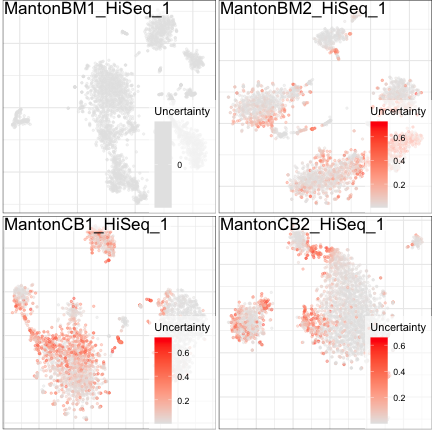 MantonBM1_HiSeq_1
Uncertainty
0
MantonBM2_HiSeq_1
Uncertainty
0.6
0.4
0.2
MantonCB1_HiSeq_1
Uncertainty
0.6
0.4
0.2
MantonCB2_HiSeq_1
Uncertainty
0.6
0.4
0.2